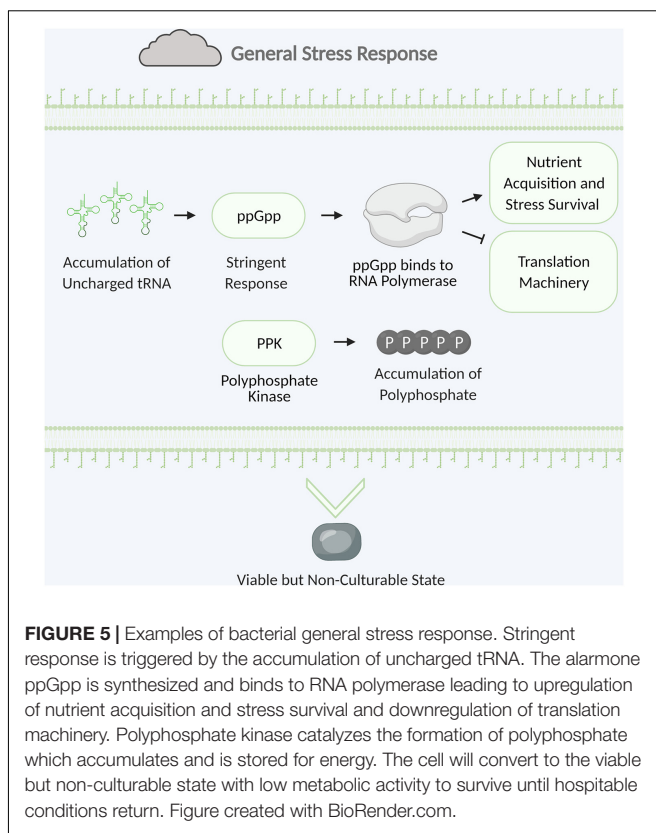 General Stress Response
Nutrient
Acquisition and
Stress Survival
ppGpp
Accumulation of
Uncharged tRNA
Stringent
Response
ppGpp binds to
RNA Polymerase
Translation
Machinery
PPK
Polyphosphate
Kinase
P P P P P
Accumulation of
Polyphosphate
Viable but Non-Culturable State
FIGURE 5 | Examples of bacterial general stress response. Stringent
response is triggered by the accumulation of uncharged tRNA. The alarmone
ppGpp is synthesized and binds to RNA polymerase leading to upregulation
of nutrient acquisition and stress survival and downregulation of translation
machinery. Polyphosphate kinase catalyzes the formation of polyphosphate
which accumulates and is stored for energy. The cell will convert to the viable
but non-culturable state with low metabolic activity to survive until hospitable
conditions return. Figure created with BioRender.com.